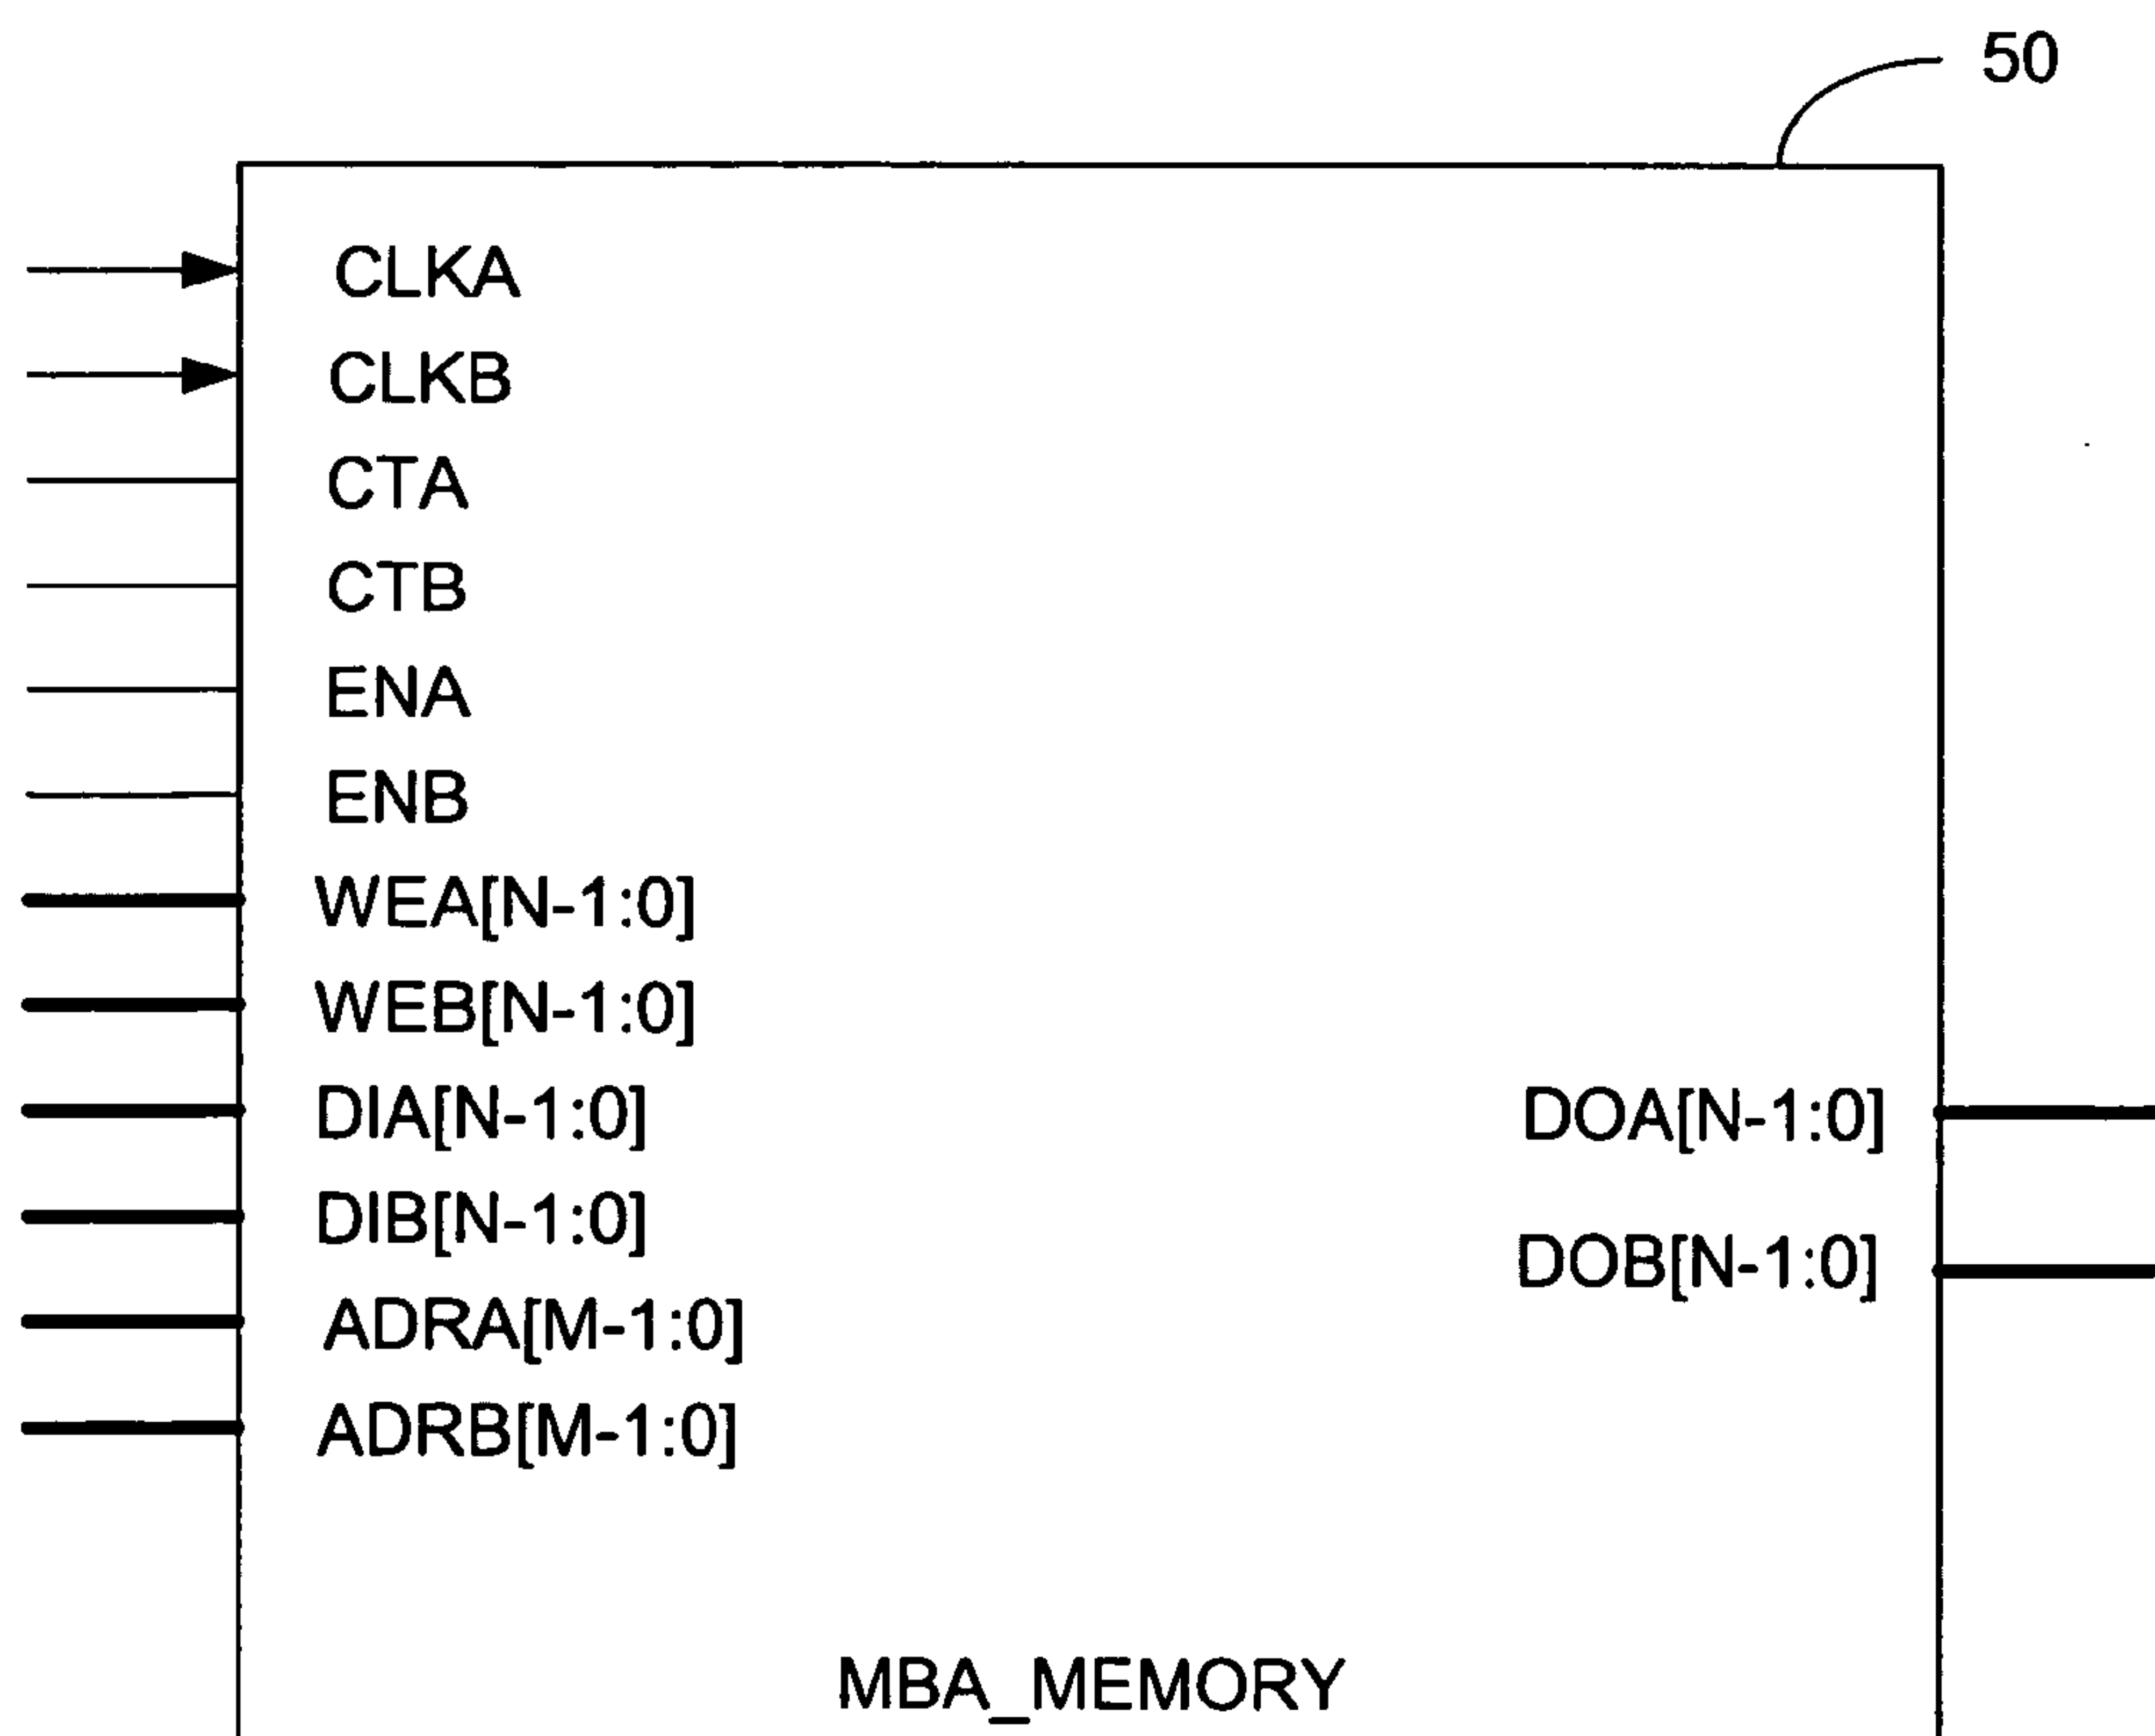 50
CLKA
CLKB
CTA
CTB
ENA
ENB
WEA[N-1:0]
WEB[N-1:0]
DIA[N-1:0]
DOA[N-1:0]
DIB[N-1:0]
DOB[N-1:0]
ADRA[M-1:0]
ADRB[M-1:0]
MBA_MEMORY